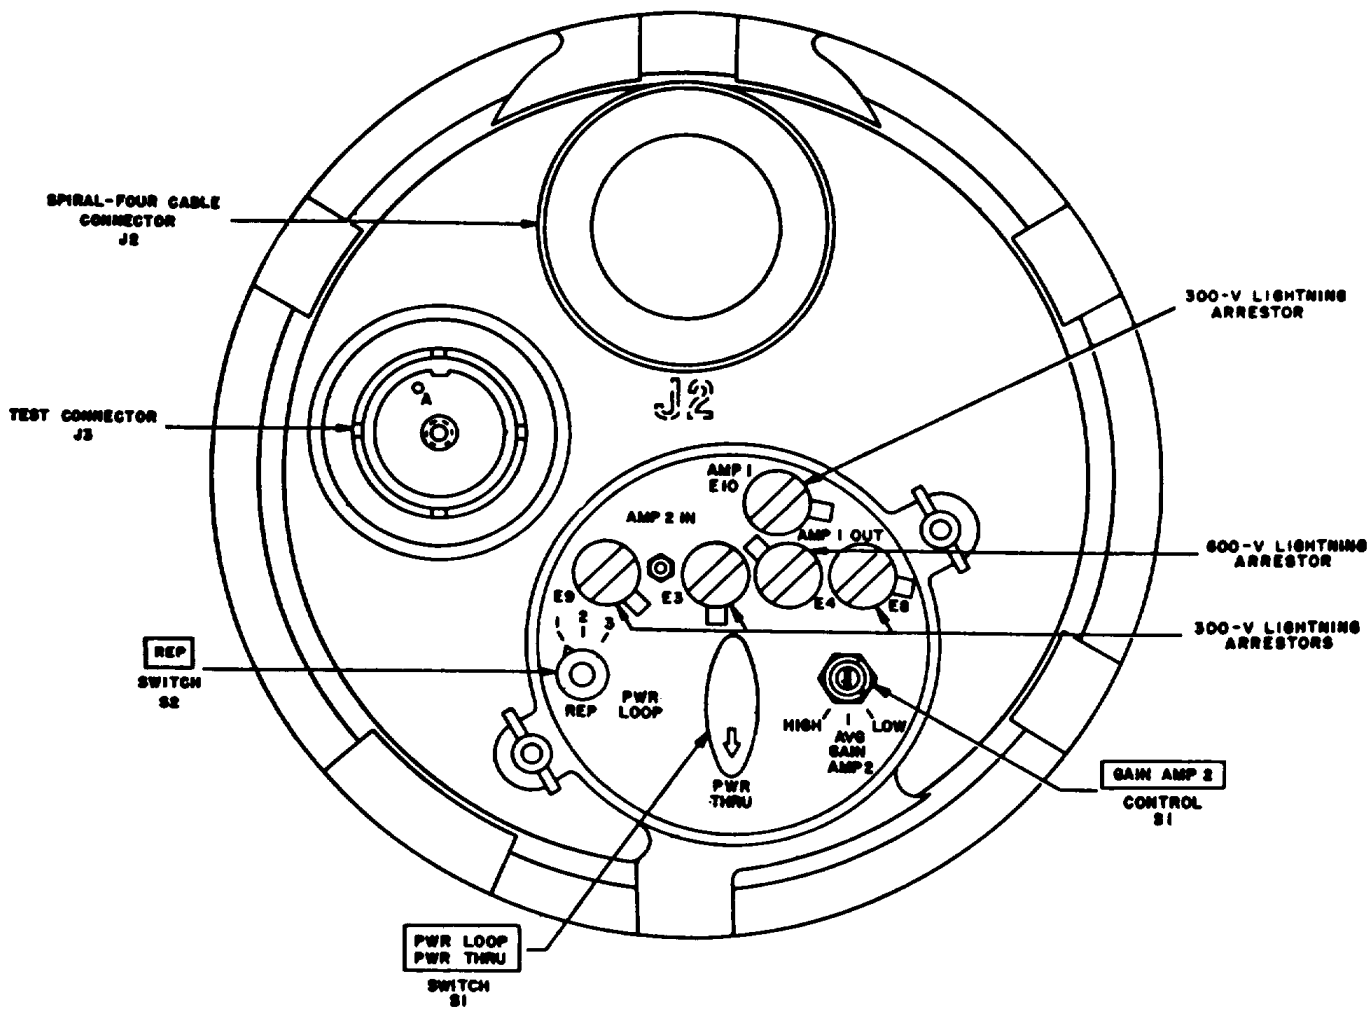 SPIRAL-FOUR CABLE
CONNECTOR
J2
300-V LIGHTNING
ARRESTOR
J2
A
TEST CONNECTOR
J3
AMP 1
E10
AMP 2 IN
AMP 1 OUT
600-V LIGHTNING
ARRESTOR
E9
E3
E4
E8
1 2 3
300-V LIGHTNING
ARRESTORS
REP
SWITCH
S2
REP
PWR
LOOP
HIGH
LOW
AVG
GAIN
AMP 2
PWR
THRU
GAIN AMP 2
CONTROL
S1
PWR LOOP
PWR THRU
SWITCH
S1